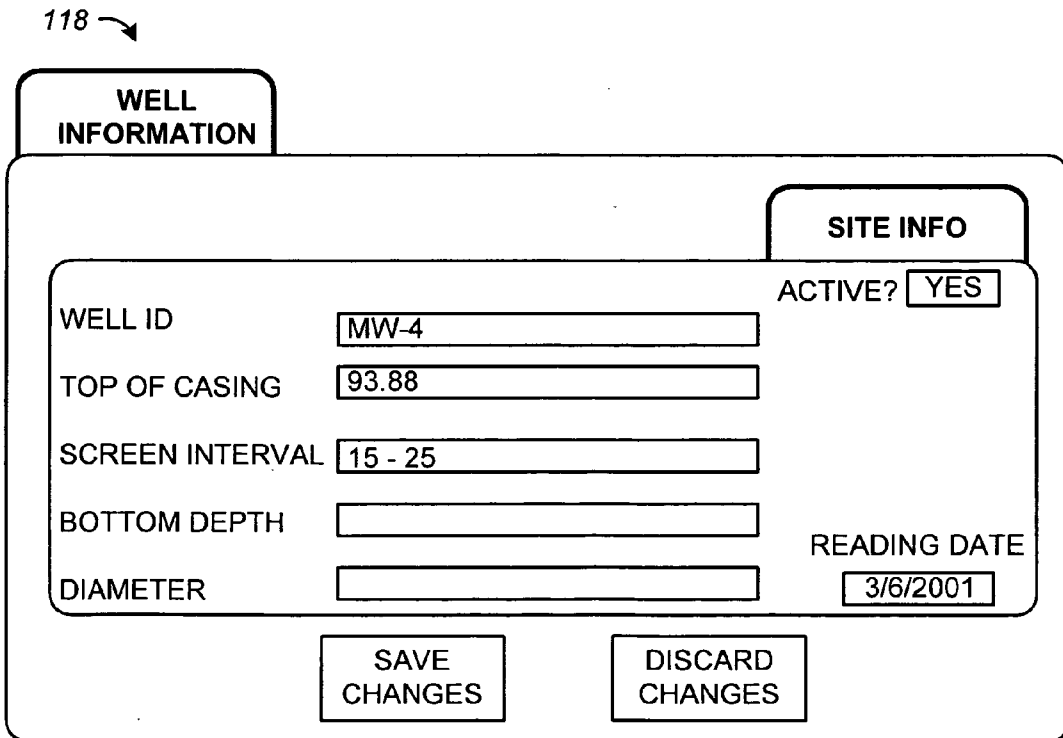 118
WELL
INFORMATION
SITE INFO
ACTIVE? YES
WELL ID MW-4
TOP OF CASING 93.88
SCREEN INTERVAL 15 - 25
BOTTOM DEPTH
READING DATE
DIAMETER 3/6/2001
SAVE
CHANGES
DISCARD
CHANGES